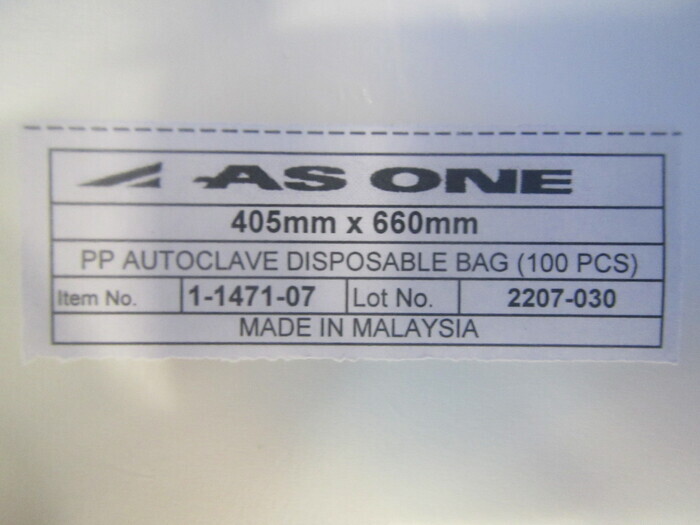 AS ONE
405mm x 660mm
PP AUTOCLAVE DISPOSABLE BAG (100 PCS)
Item No. 1-1471-07 Lot No. 2207-030
MADE IN MALAYSIA